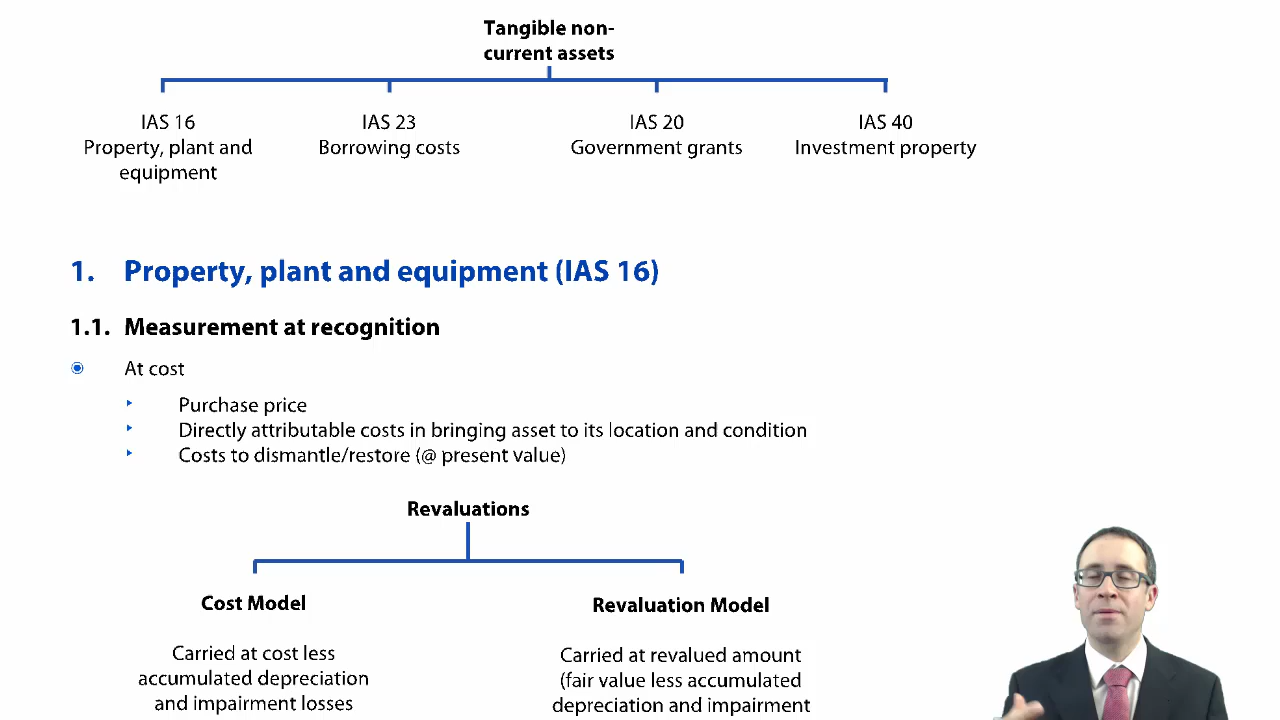 Tangible non-
current assets
IAS 16
Property, plant and
equipment
IAS 23
Borrowing costs
IAS 20
Government grants
IAS 40
Investment property
1. Property, plant and equipment (IAS 16)
1.1. Measurement at recognition
At cost
Purchase price
Directly attributable costs in bringing asset to its location and condition
Costs to dismantle/restore (@ present value)
Revaluations
Cost Model
Carried at cost less
accumulated depreciation
and impairment losses
Revaluation Model
Carried at revalued amount
(fair value less accumulated
depreciation and impairment